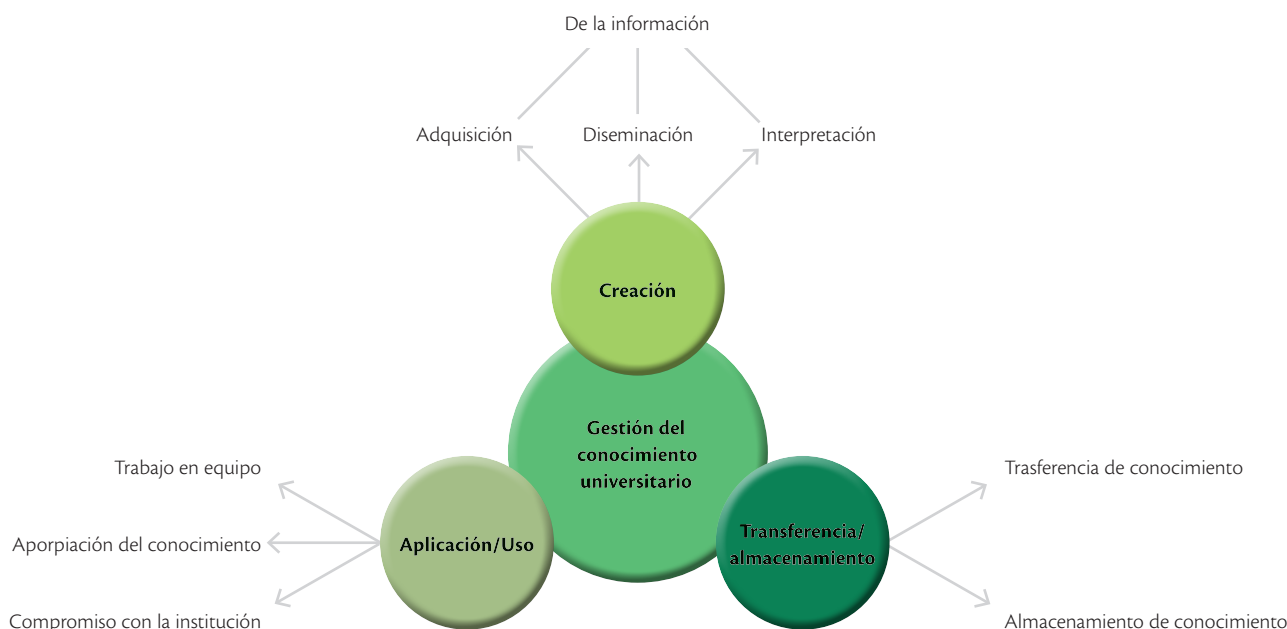 De la información
Adquisición
Diseminación
Interpretación
Creación
Gestión del
conocimiento
universitario
Trabajo en equipo
Aporpiación del conocimiento
Compromiso con la institución
Aplicación/Uso
Transferencia/
almacenamiento
Trasferencia de conocimiento
Almacenamiento de conocimiento